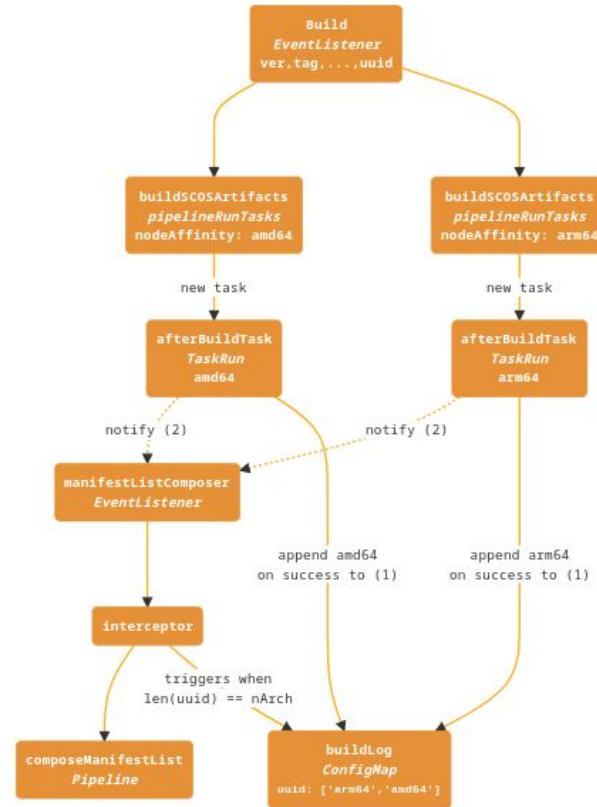 Build
EventListener
ver,tag,...,uuid
buildSCOSArtifacts
pipelineRunTasks
nodeAffinity: amd64
buildSCOSArtifacts
pipelineRunTasks
nodeAffinity: arm64
new task
new task
afterBuildTask
TaskRun
amd64
afterBuildTask
TaskRun
arm64
notify (2)
notify (2)
manifestListComposer
EventListener
append amd64
on success to (1)
append arm64
on success to (1)
interceptor
triggers when
len(uuid) == nArch
composeManifestList
Pipeline
buildLog
ConfigMap
uuid: ['arm64','amd64']